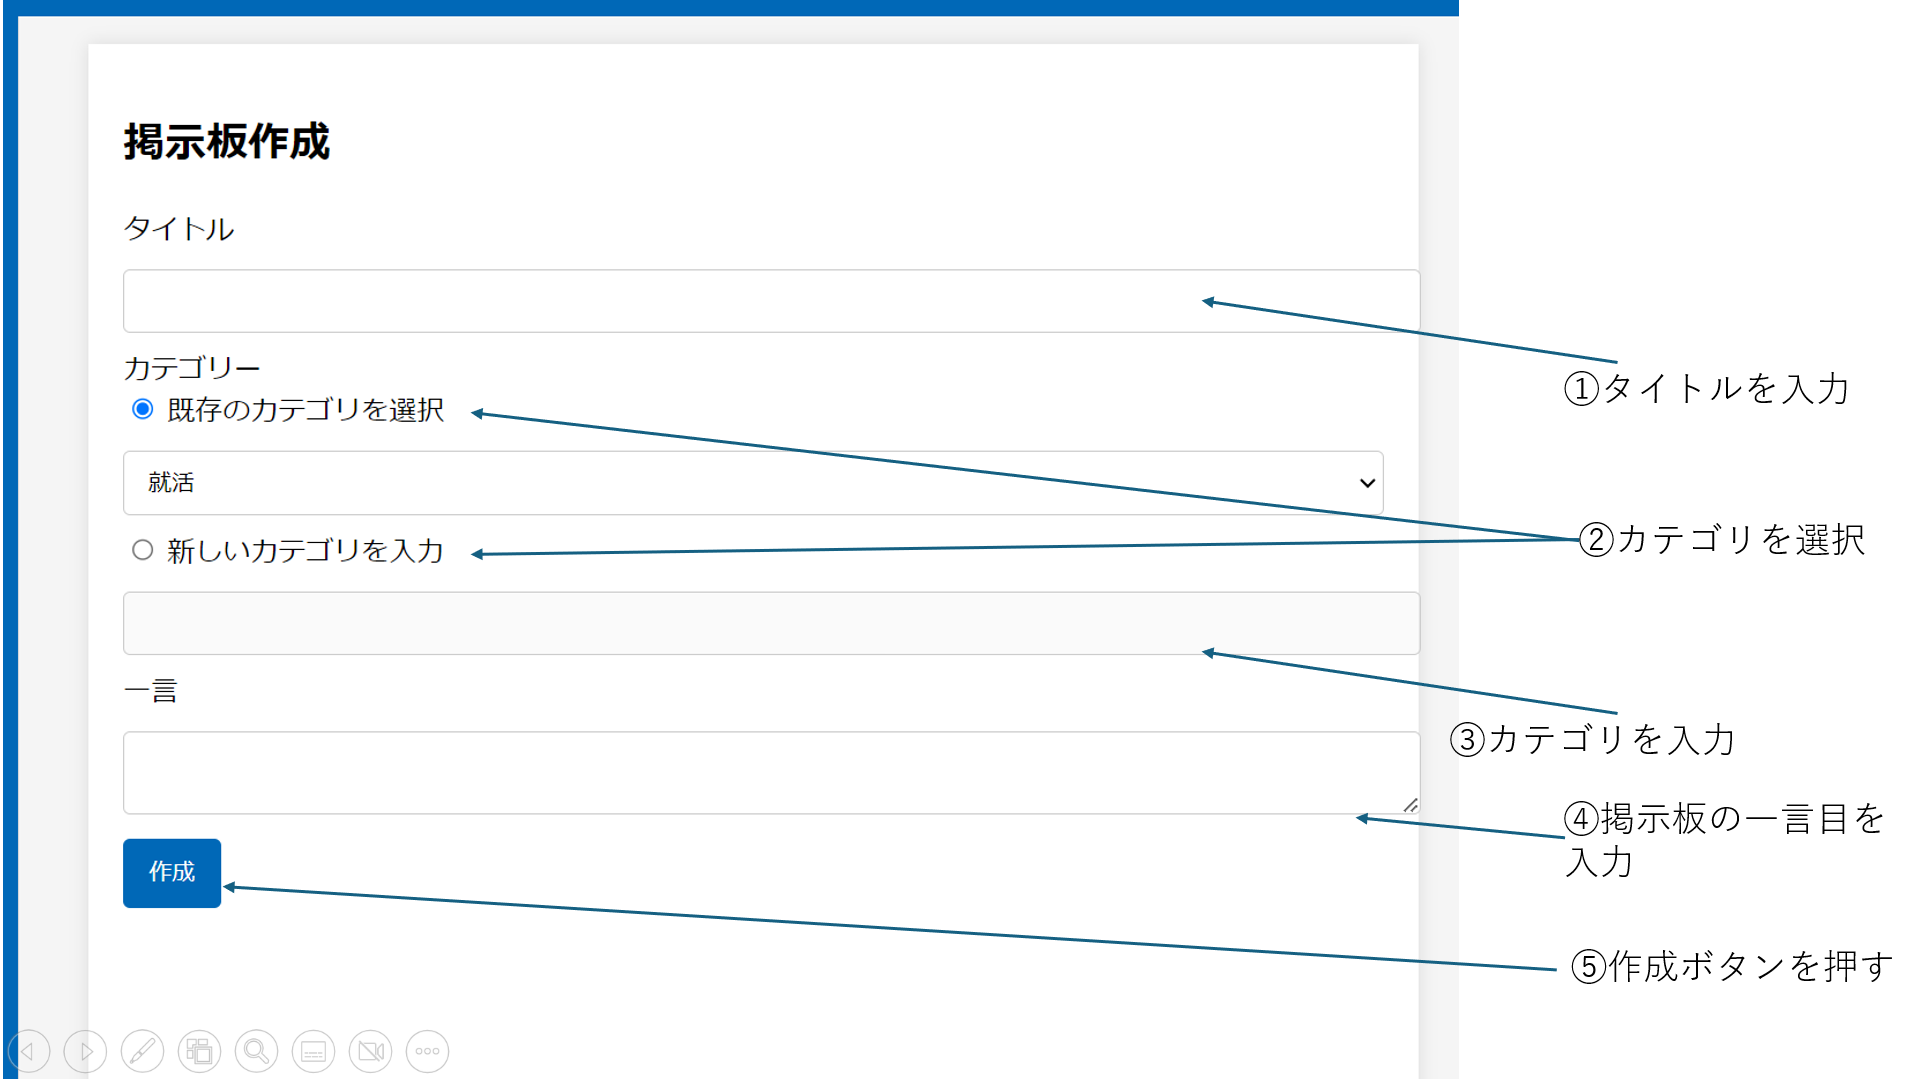 掲示板作成
タイトル
カテゴリー
既存のカテゴリを選択
就活
新しいカテゴリを入力
一言
作成
①タイトルを入力
②カテゴリを選択
③カテゴリを入力
④掲示板の一言目を
入力
⑤作成ボタンを押す